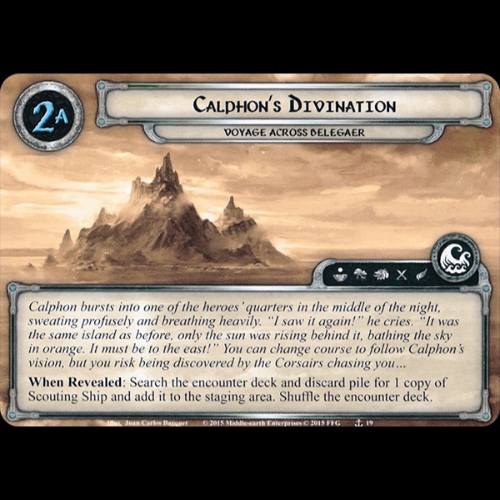 2A
CALPHON'S DIVINATION
VOYAGE ACROSS BELEGAER
Calphon bursts into one of the heroes' quarters in the middle of the night,
sweating profusely and breathing heavily. "I saw it again!" he cries. "It was
the same island as before, only the sun was rising behind it, bathing the sky
in orange. It must be to the east!" You can change course to follow Calphon's
vision, but you risk being discovered by the Corsairs chasing you…
When Revealed: Search the encounter deck and discard pile for 1 copy of
Scouting Ship and add it to the staging area. Shuffle the encounter deck.
Illus. Juan Carlos Barquet © 2015 Middle-earth Enterprises © 2015 FFG 19